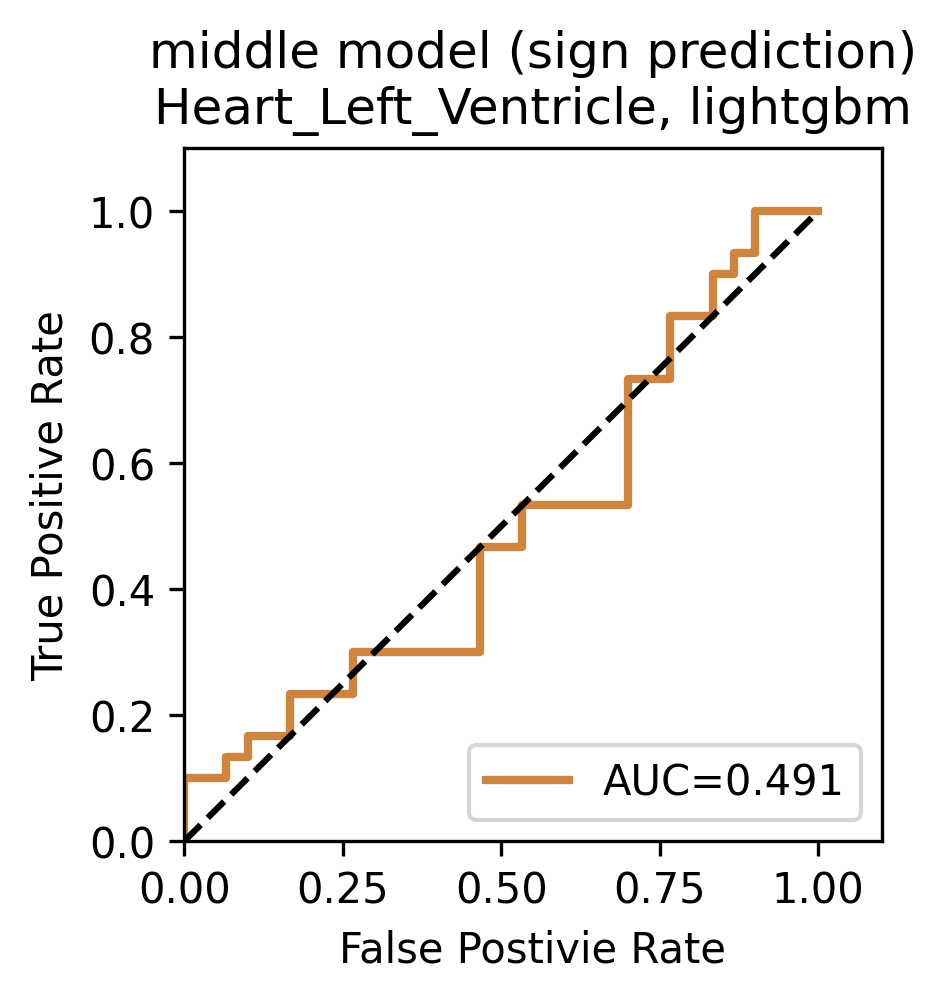 middle model (sign prediction)
Heart_Left_Ventricle, lightgbm
True Positive Rate
1.0
0.8
0.6
0.4
0.2
0.0
AUC=0.491
0.00 0.25 0.50 0.75 1.00
False Postivie Rate